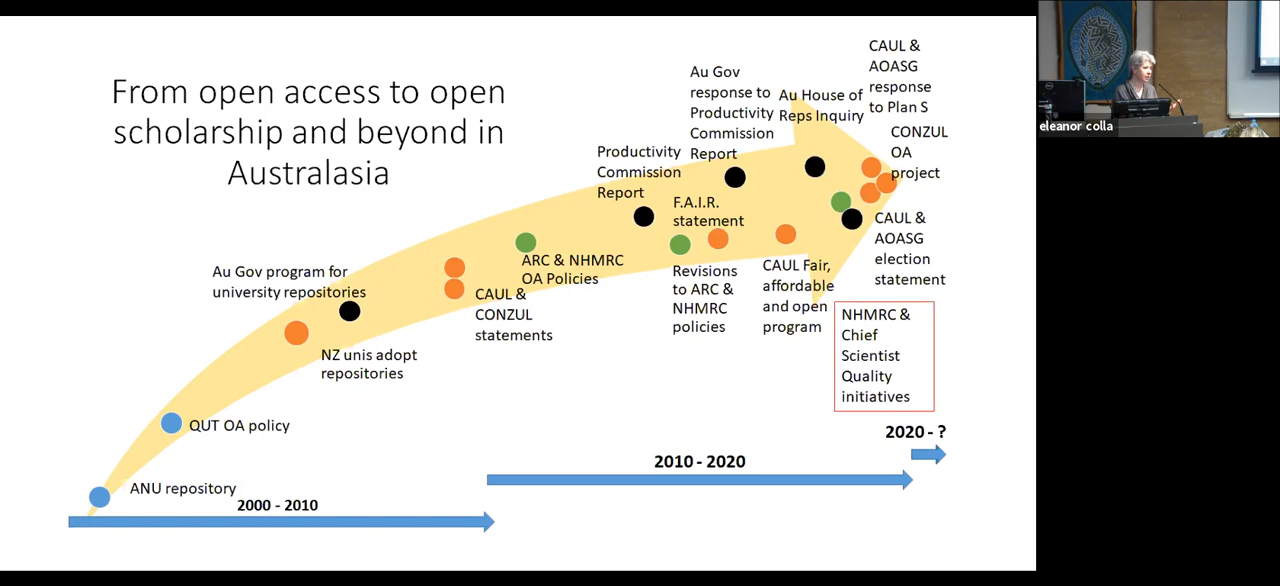 From open access to open
scholarship and beyond in
Australasia
ANU repository
QUT OA policy
Au Gov program for
university repositories
NZ unis adopt
repositories
CAUL &
CONZUL
statements
ARC & NHMRC
OA Policies
Productivity
Commission
Report
F.A.I.R.
statement
Revisions
to ARC &
NHMRC
policies
Au Gov
response to
Productivity
Commission
Report
Au House of
Reps Inquiry
CAUL Fair,
affordable
and open
program
CAUL &
AOASG
response
to Plan S
CONZUL
OA
project
CAUL &
AOASG
election
statement
NHMRC &
Chief
Scientist
Quality
initiatives
2000 - 2010
2010 - 2020
2020 - ?
eleanor colla